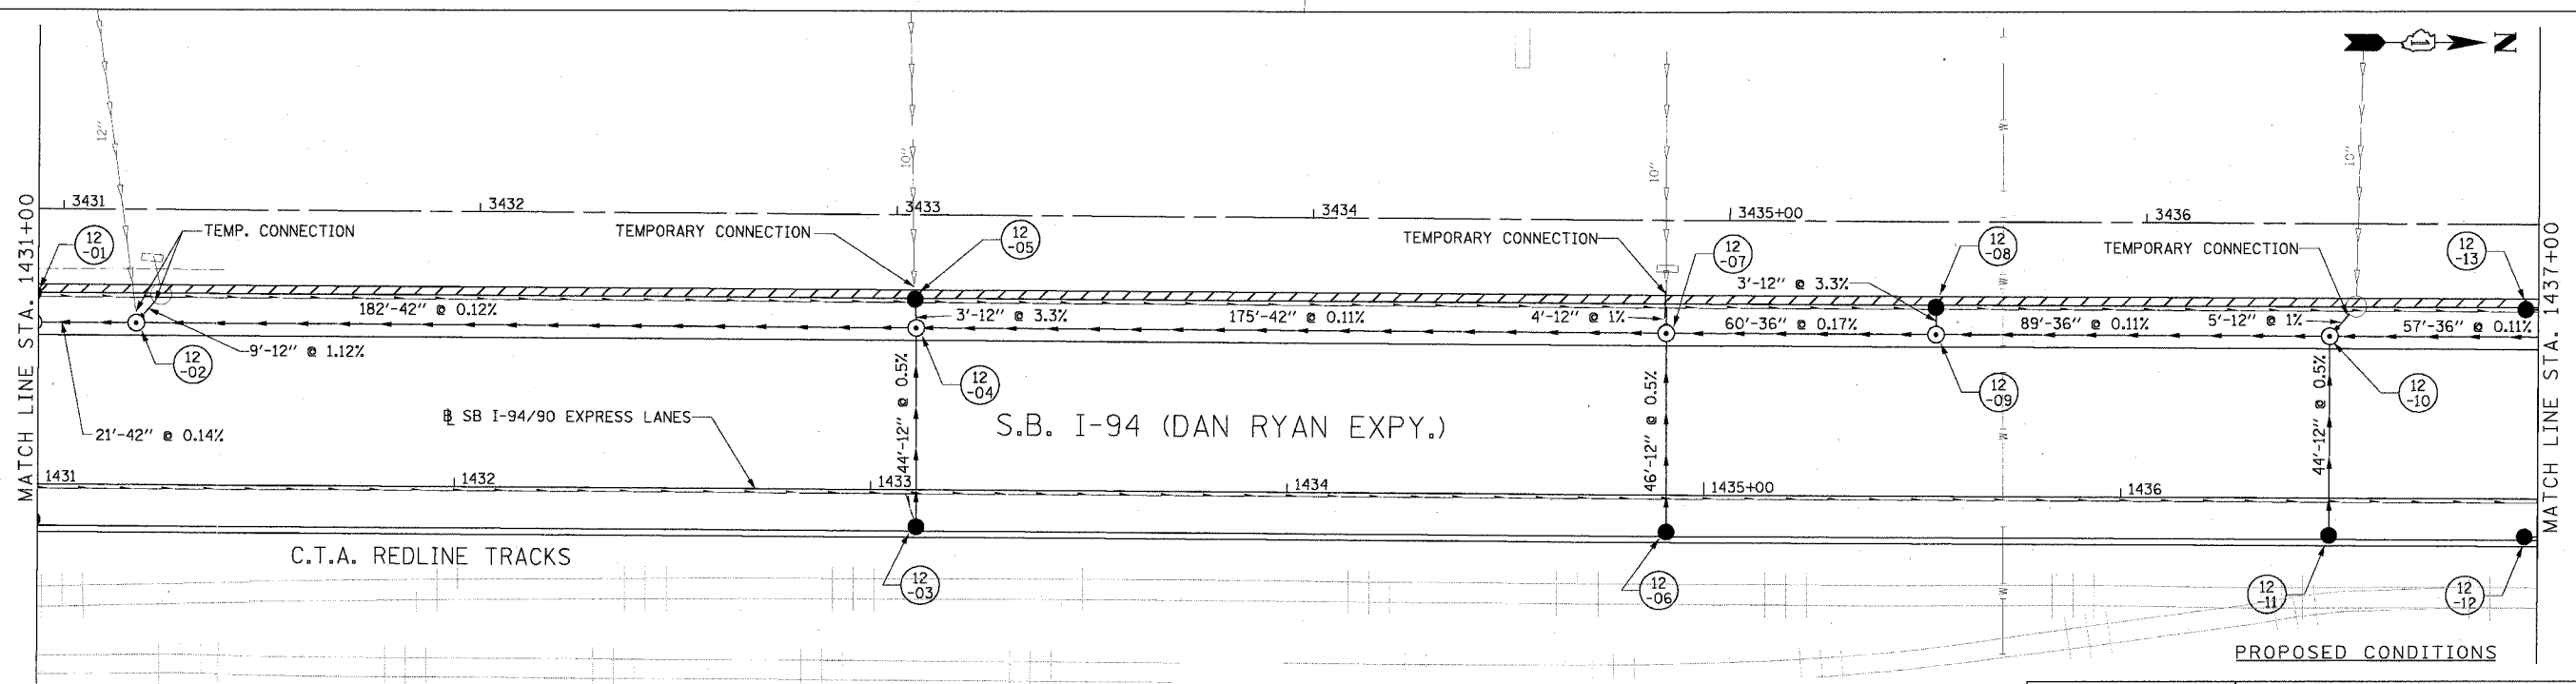 N
12"
10"
10"
10"
3431
3432
3433
3434
3435+00
3436
MATCH LINE STA. 1431+00
12 -01
TEMP. CONNECTION
TEMPORARY CONNECTION
12 -05
TEMPORARY CONNECTION
12 -07
12 -08
TEMPORARY CONNECTION
12 -13
MATCH LINE STA. 1437+00
3'-12" @ 3.3%
182'-42" @ 0.12%
3'-12" @ 3.3%
175'-42" @ 0.11%
4'-12" @ 1%
60'-36" @ 0.17%
89'-36" @ 0.11%
5'-12" @ 1%
57'-36" @ 0.11%
9'-12" @ 1.12%
12 -02
12 -04
12 -09
12 -10
44'-12" @ 0.5%
46'-12" @ 0.5%
44'-12" @ 0.5%
℄ SB I-94/90 EXPRESS LANES
S.B. I-94 (DAN RYAN EXPY.)
21'-42" @ 0.14%
1431
1432
1433
1434
1435+00
1436
W
W
W
W
C.T.A. REDLINE TRACKS
12 -03
12 -06
12 -11
12 -12
PROPOSED CONDITIONS